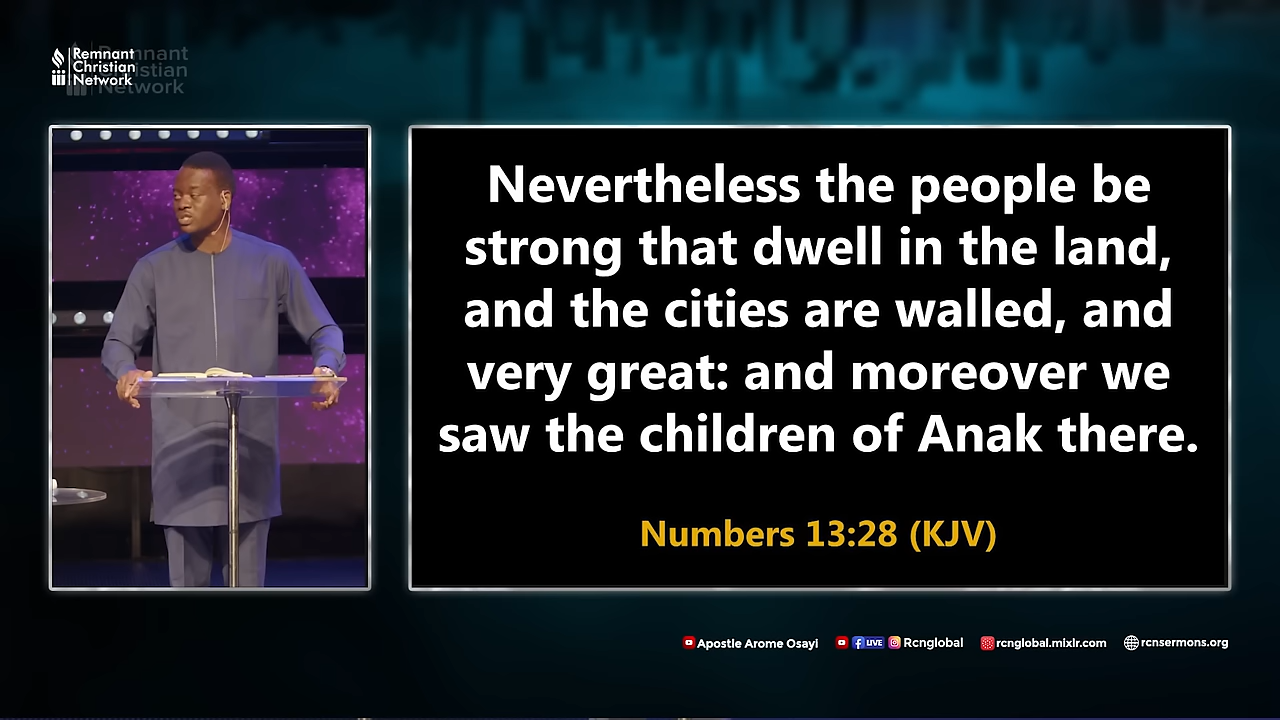 Remnant
Christian
Network
Nevertheless the people be
strong that dwell in the land,
and the cities are walled, and
very great: and moreover we
saw the children of Anak there.
Numbers 13:28 (KJV)
Apostle Arome Osayi
LIVE
Rcnglobal
rcnglobal.mixlr.com
rcnsermons.org